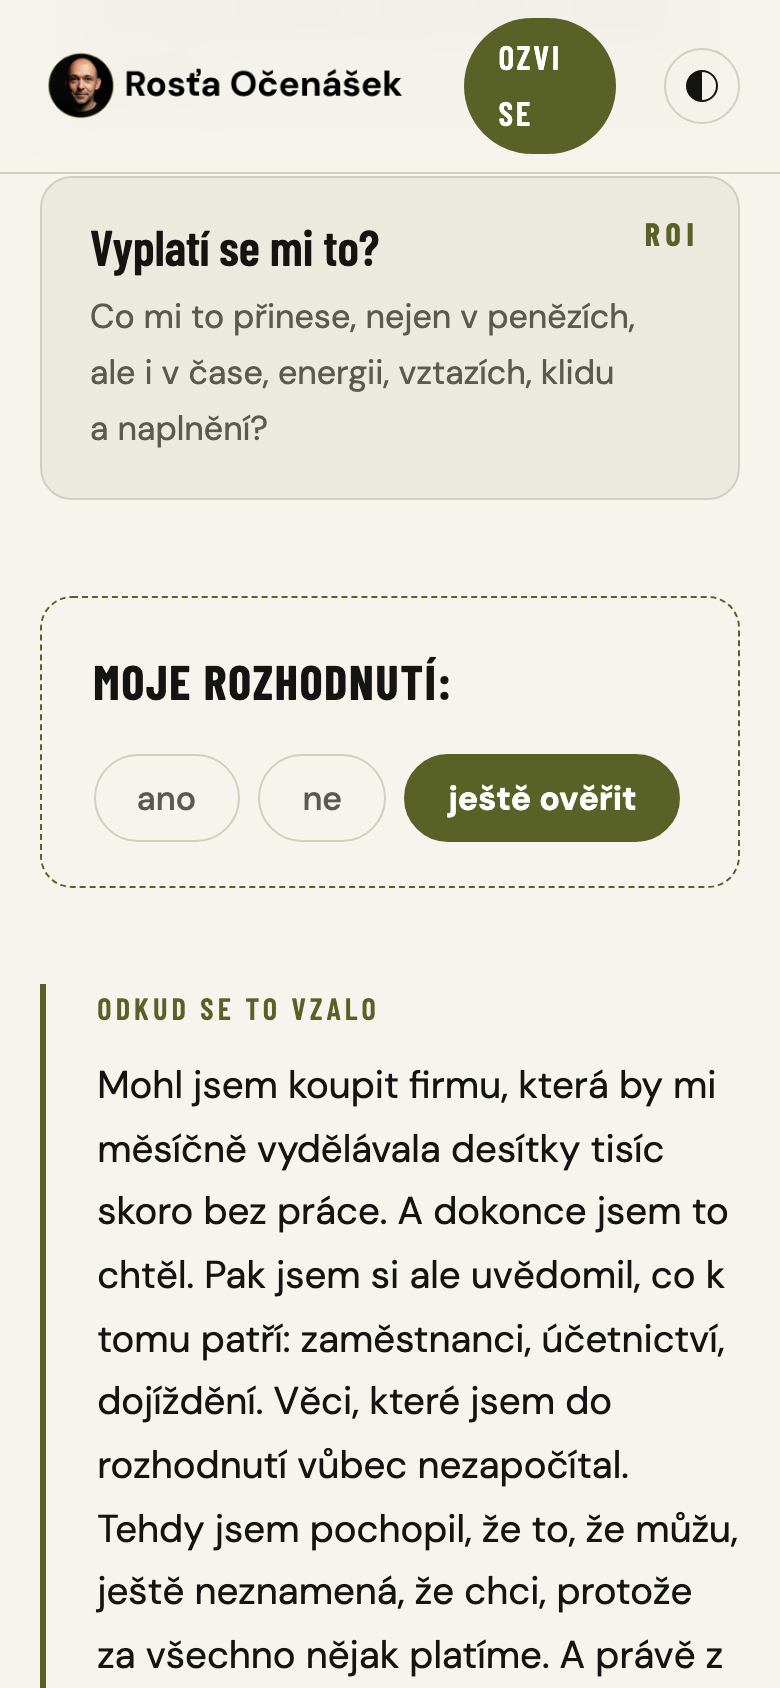 Rosťa Očenášek
OZVI
SE
Vyplatí se mi to?
ROI
Co mi to přinese, nejen v penězích,
ale i v čase, energii, vztazích, klidu
a naplnění?
MOJE ROZHODNUTÍ:
ano
ne
ještě ověřit
ODKUD SE TO VZALO
Mohl jsem koupit firmu, která by mi
měsíčně vydělávala desítky tisíc
skoro bez práce. A dokonce jsem to
chtěl. Pak jsem si ale uvědomil, co k
tomu patří: zaměstnanci, účetnictví,
dojíždění. Věci, které jsem do
rozhodnutí vůbec nezapočítal.
Tehdy jsem pochopil, že to, že můžu,
ještě neznamená, že chci, protože
za všechno nějak platíme. A právě z